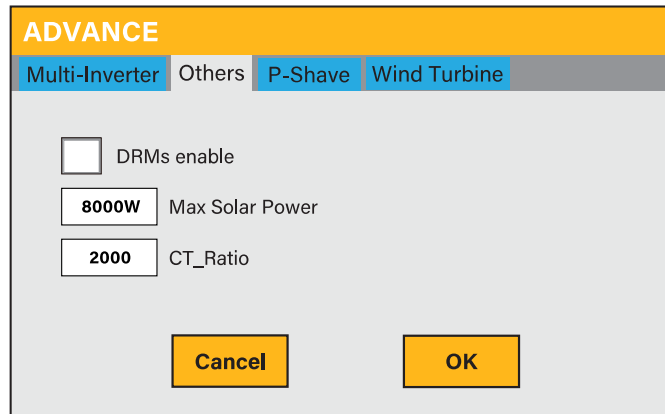 ADVANCE
Multi-Inverter Others P-Shave Wind Turbine
DRMs enable
8000W Max Solar Power
2000 CT_Ratio
Cancel OK